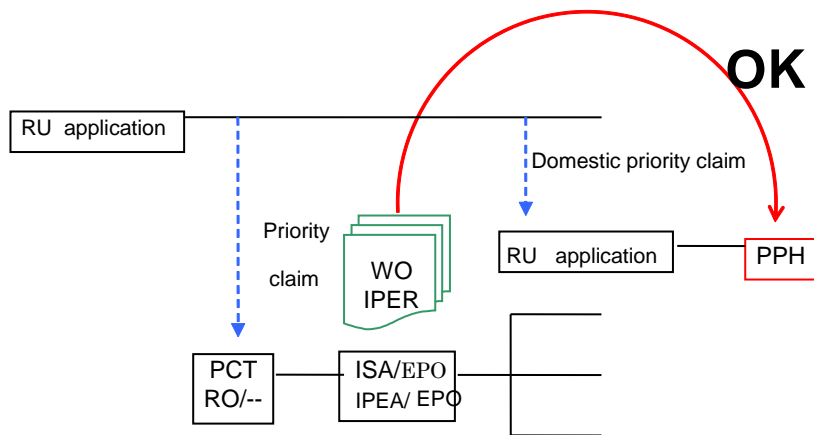 OK
RU application
Domestic priority claim
Priority
claim
WO
IPER
RU application
PPH
PCT
RO/--
ISA/EPO
IPEA/ EPO